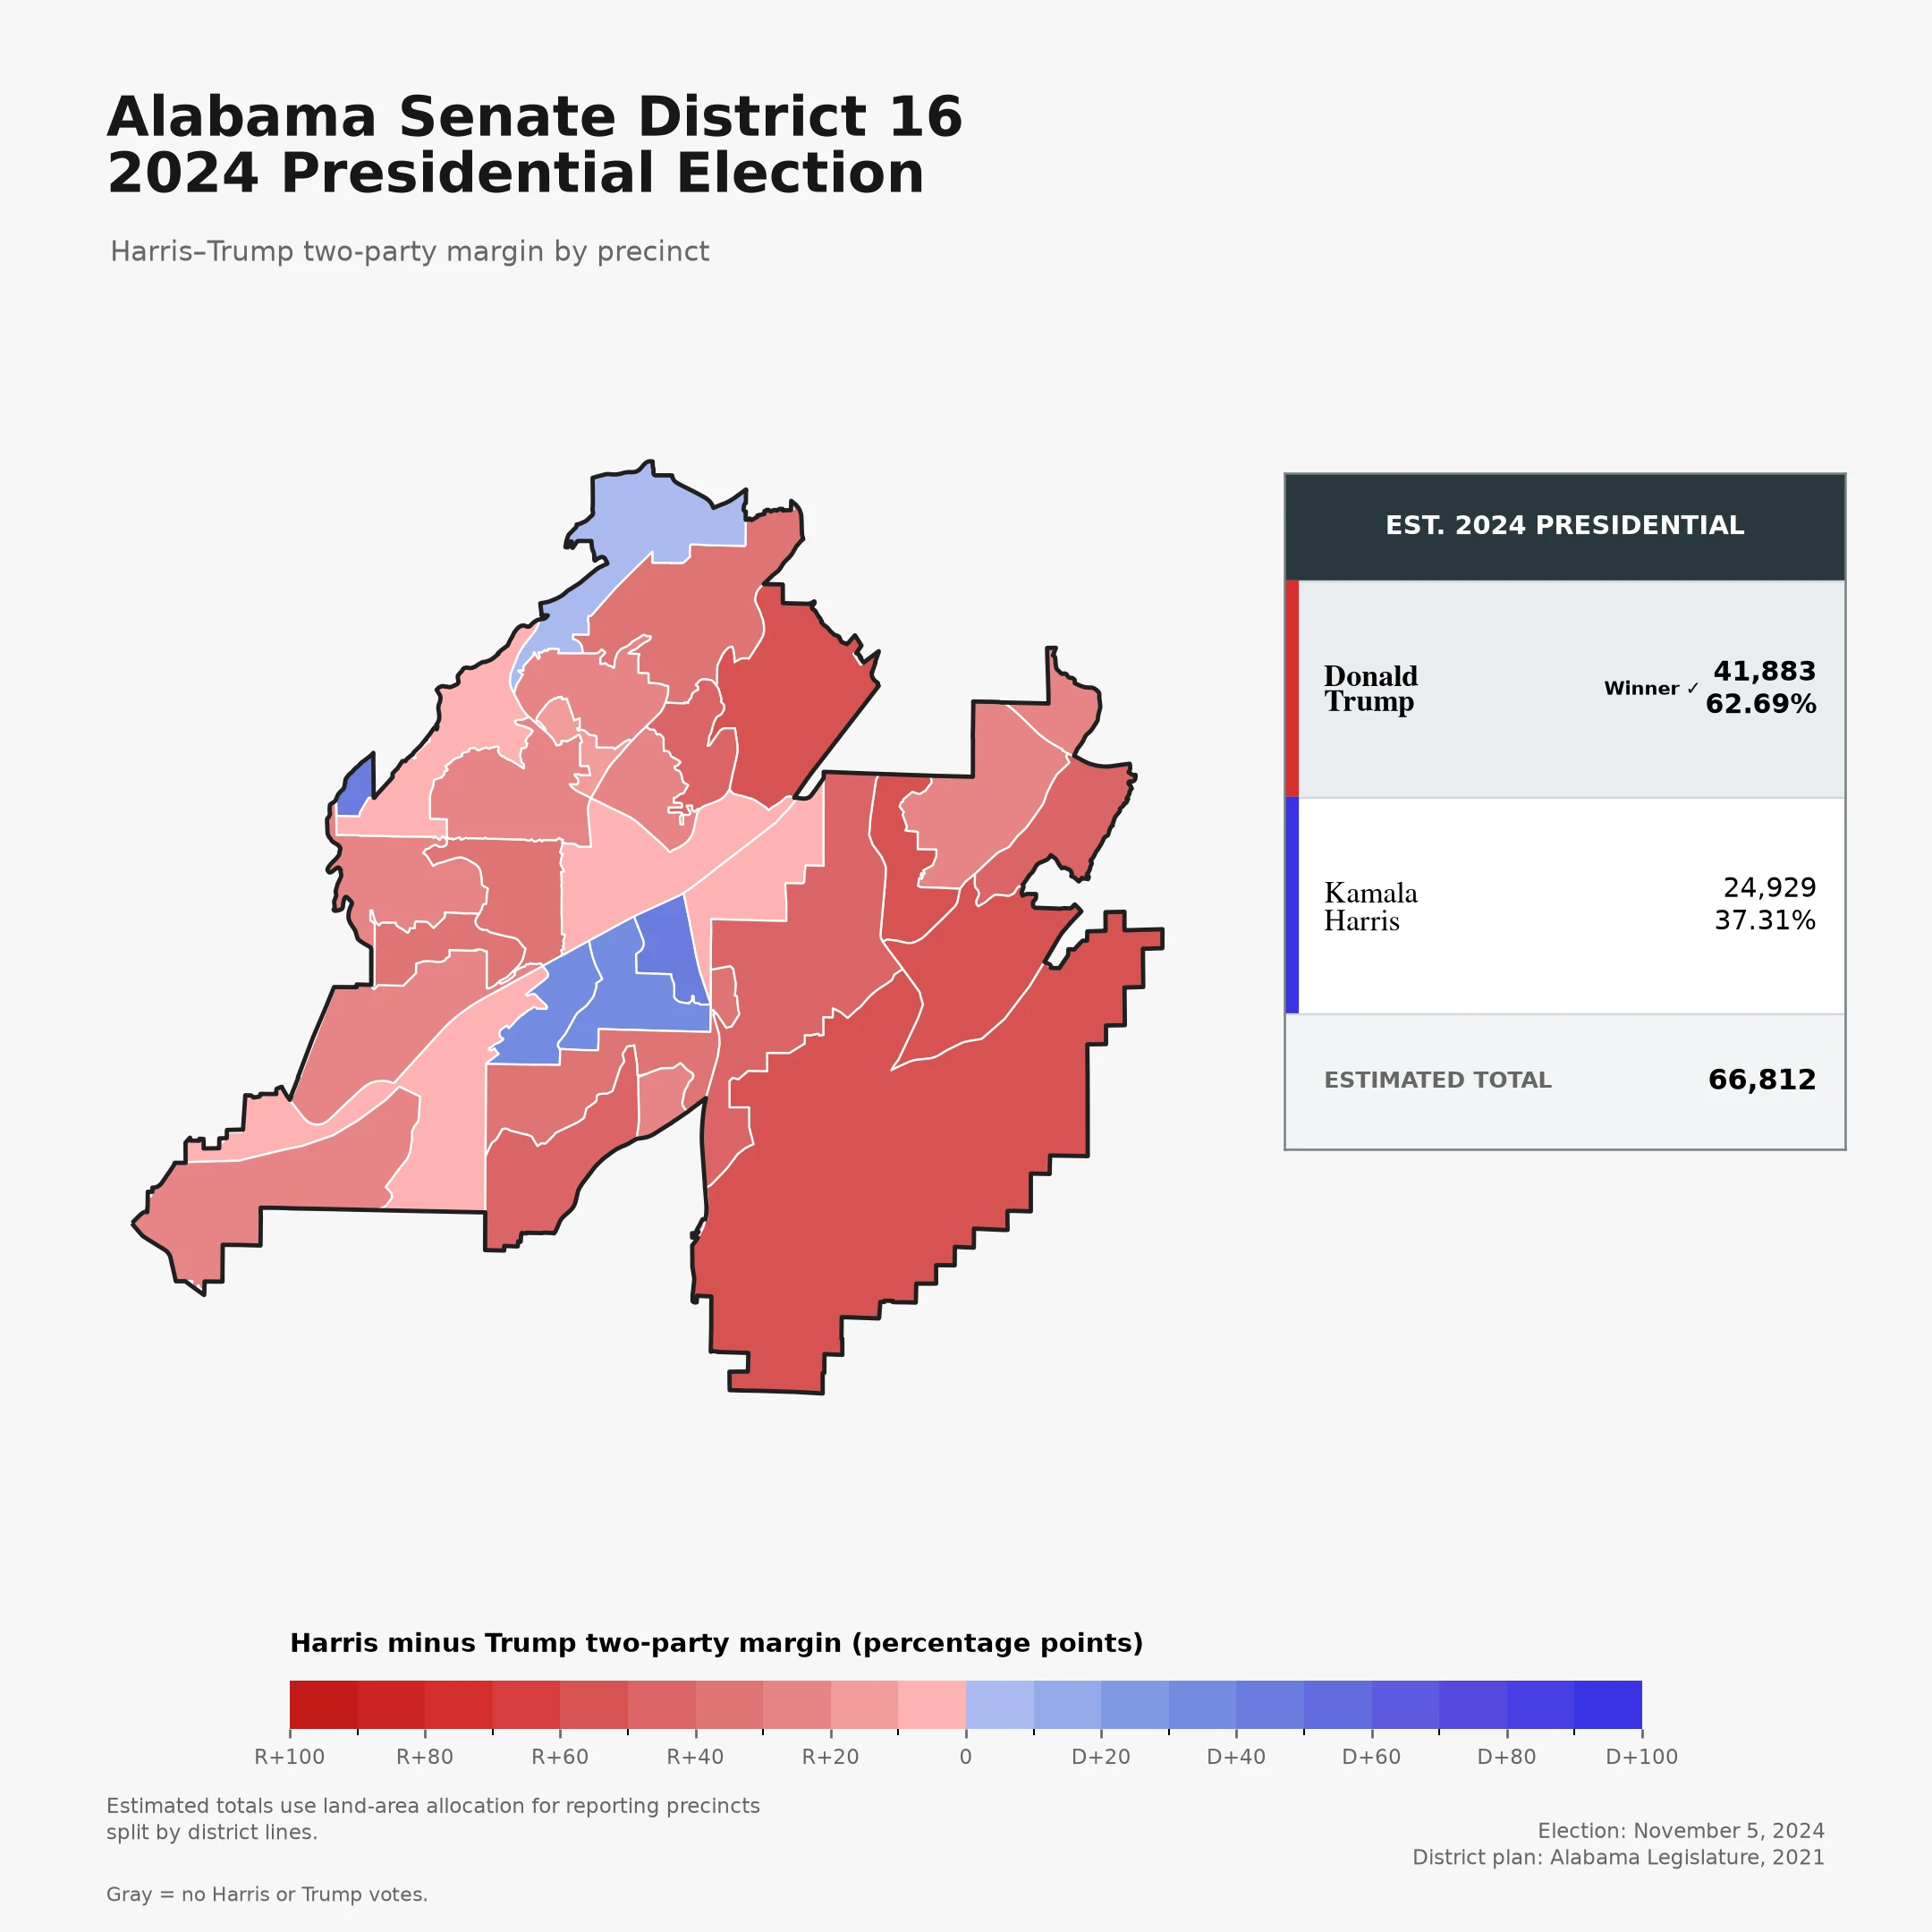 Alabama Senate District 16
2024 Presidential Election
Harris–Trump two-party margin by precinct
EST. 2024 PRESIDENTIAL
Donald
Trump
Winner ✓
41,883
62.69%
Kamala
Harris
24,929
37.31%
ESTIMATED TOTAL
66,812
Harris minus Trump two-party margin (percentage points)
R+100 R+80 R+60 R+40 R+20 0 D+20 D+40 D+60 D+80 D+100
Estimated totals use land-area allocation for reporting precincts
split by district lines.
Gray = no Harris or Trump votes.
Election: November 5, 2024
District plan: Alabama Legislature, 2021